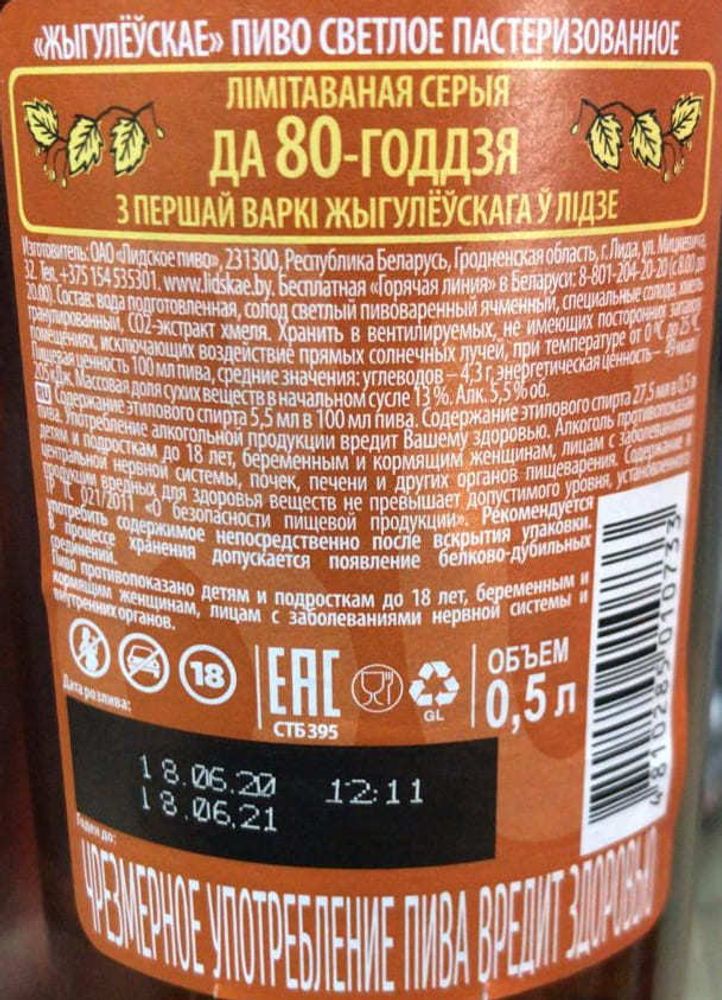 «ЖЫГУЛЁЎСКАЕ» ПИВО СВЕТЛОЕ ПАСТЕРИЗОВАННОЕ
ЛІМІТАВАНАЯ СЕРЫЯ
ДА 80-ГОДДЗЯ
З ПЕРШАЙ ВАРКІ ЖЫГУЛЁЎСКАГА Ў ЛІДЗЕ
Изготовитель: ОАО «Лидское пиво», 231300, Республика Беларусь, Гродненская область, г. Лида, ул. Мицкевича,
32. Тел. +375 154 535301. www.lidskae.by. Бесплатная «Горячая линия» в Беларуси: 8-801-204-20-20 (с 8.00 до
20.00). Состав: вода подготовленная, солод светлый пивоваренный ячменный, специальные солода, хмель
гранулированный, СО2-экстракт хмеля. Хранить в вентилируемых, не имеющих посторонних запахов
помещениях, исключающих воздействие прямых солнечных лучей, при температуре от 0 °С до 25 °С.
Пищевая ценность 100 мл пива, средние значения: углеводов – 4,3 г, энергетическая ценность – 49 ккал/
205 кДж. Массовая доля сухих веществ в начальном сусле 13 %. Алк. 5,5 % об.
RU Содержание этилового спирта 5,5 мл в 100 мл пива. Содержание этилового спирта 27,5 мл в 0,5 л
пива. Употребление алкогольной продукции вредит Вашему здоровью. Алкоголь противопоказан
детям и подросткам до 18 лет, беременным и кормящим женщинам, лицам с заболеваниями
центральной нервной системы, почек, печени и других органов пищеварения. Содержание в
продукции вредных для здоровья веществ не превышает допустимого уровня, установленного
ТР ТС 021/2011 «О безопасности пищевой продукции». Рекомендуется
употребить содержимое непосредственно после вскрытия упаковки.
В процессе хранения допускается появление белково-дубильных
соединений.
Пиво противопоказано детям и подросткам до 18 лет, беременным и
кормящим женщинам, лицам с заболеваниями нервной системы и
внутренних органов.
18
EAC
СТБ 395
GL
ОБЪЕМ
0,5 л
Дата розлива:
18.06.20 12:11
18.06.21
Годен до:
4810285010733
ЧРЕЗМЕРНОЕ УПОТРЕБЛЕНИЕ ПИВА ВРЕДИТ ЗДОРОВЬЮ